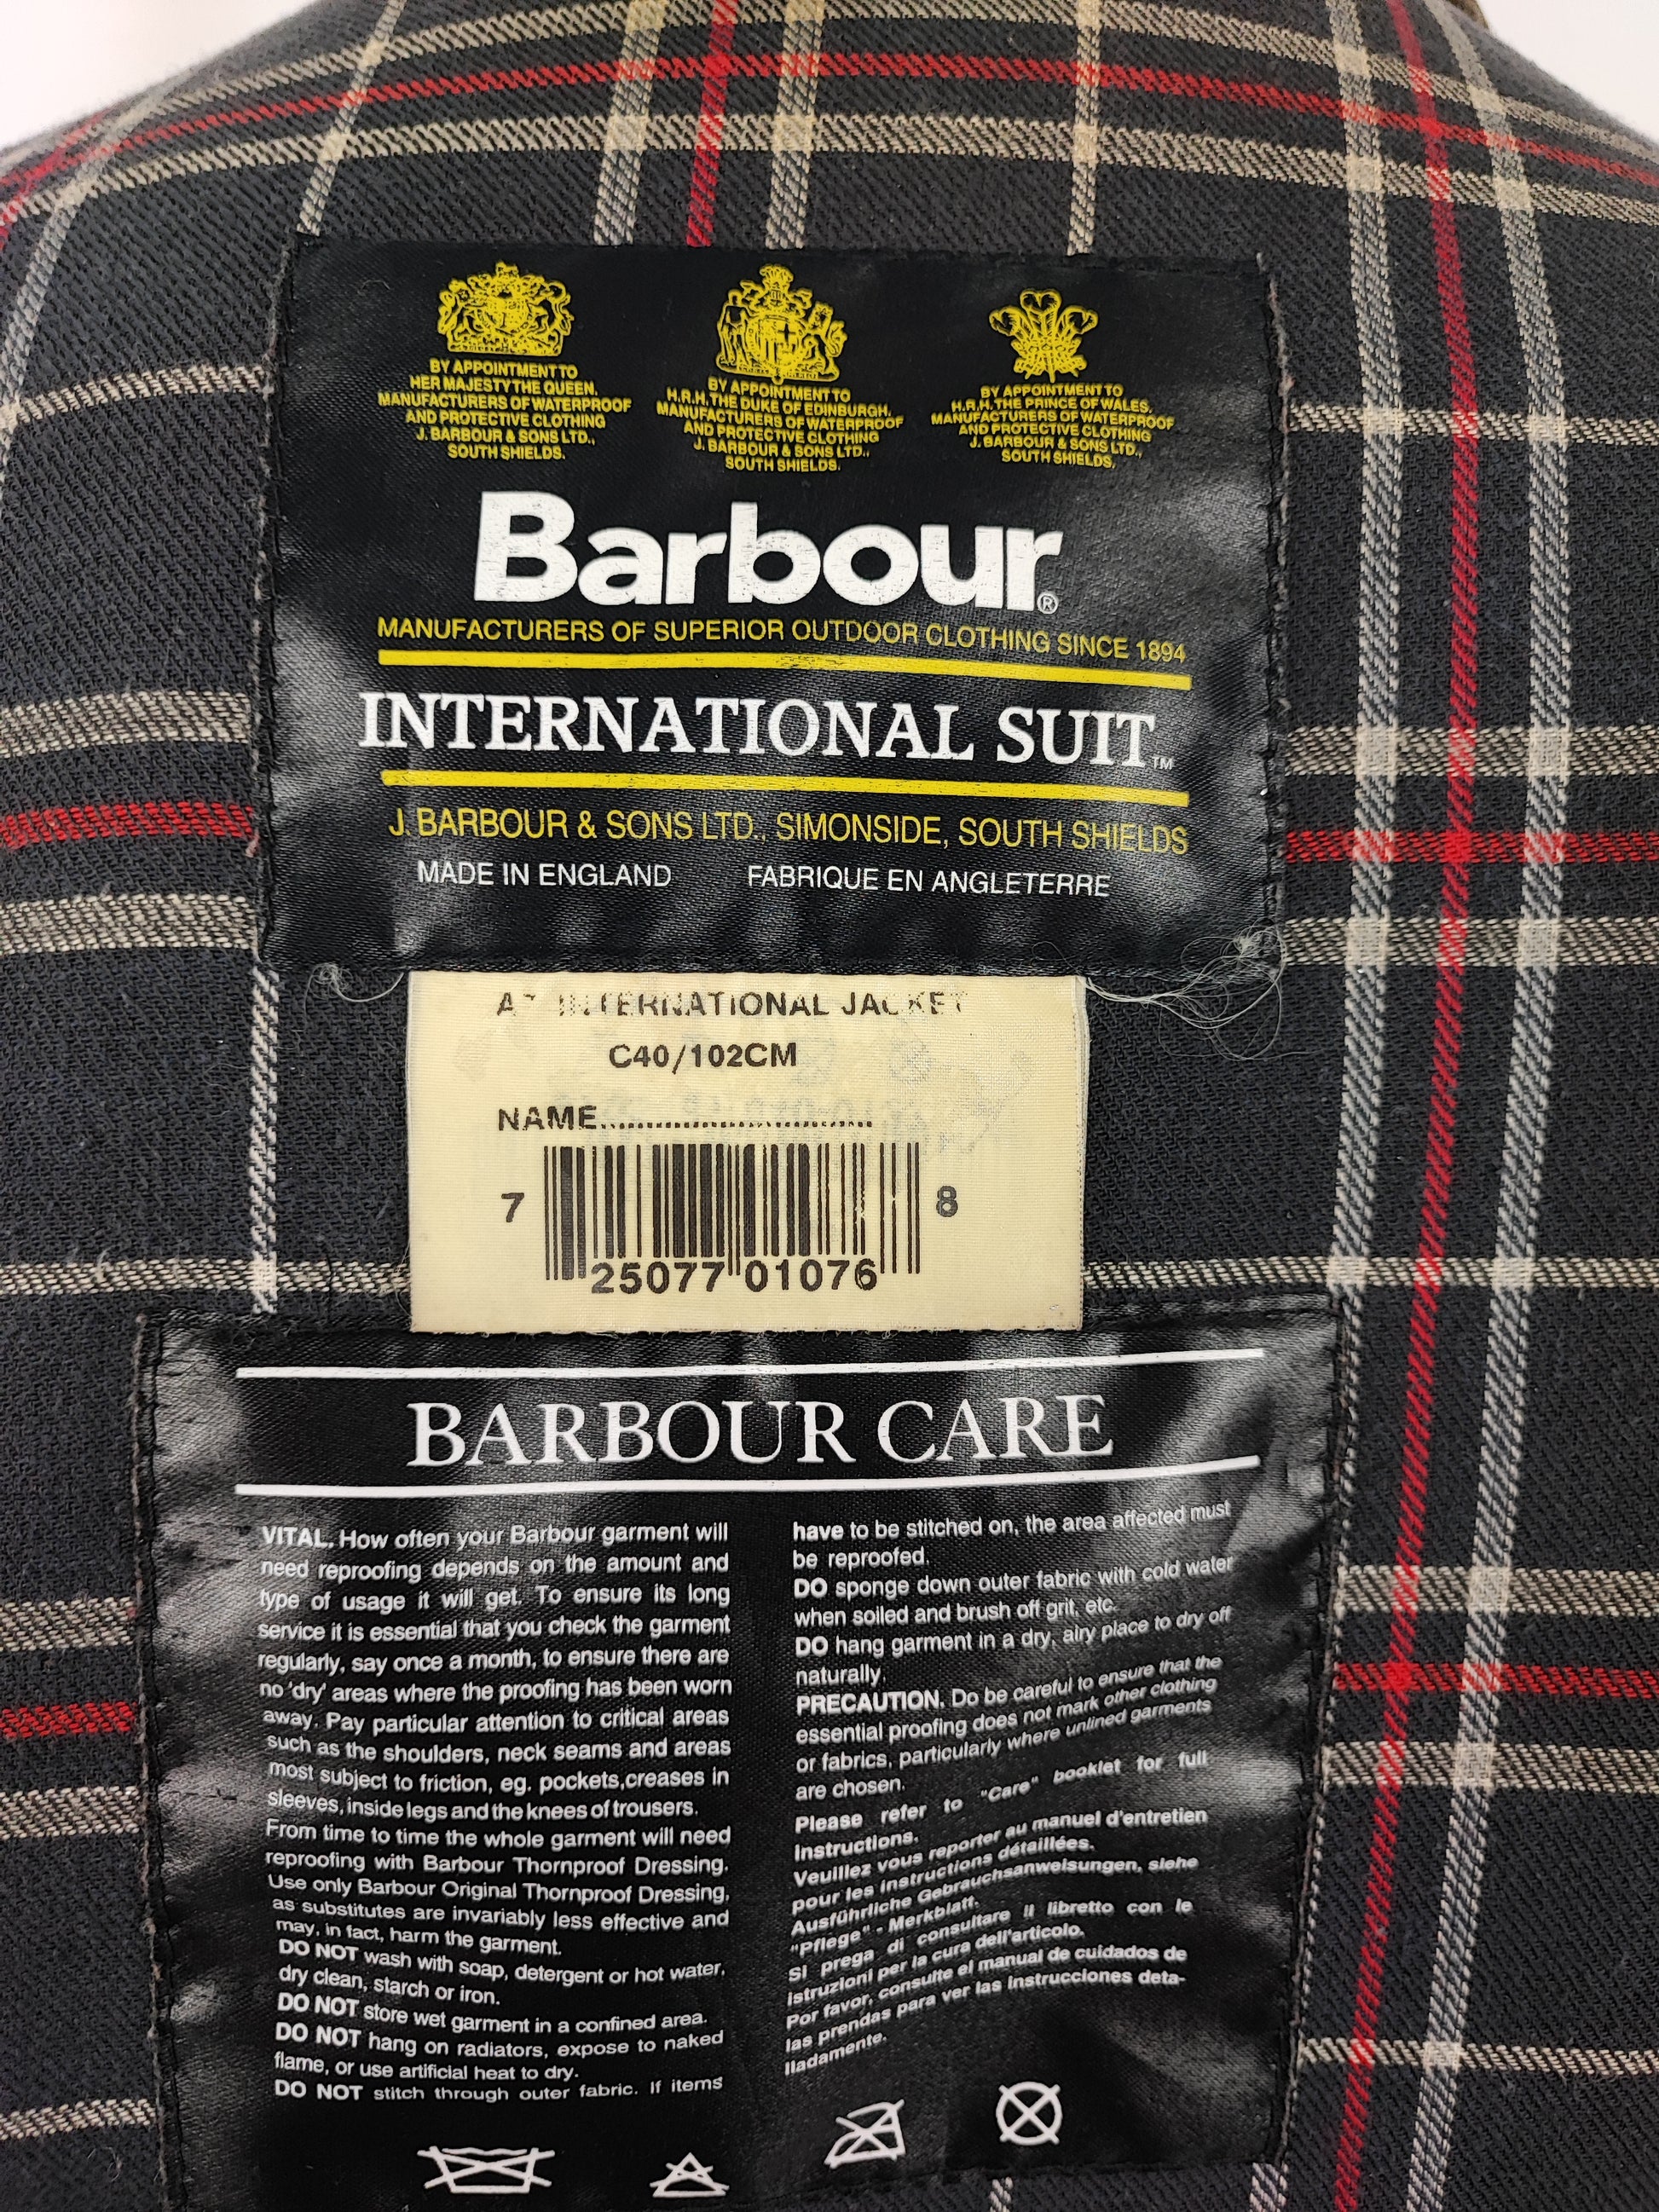 BY APPOINTMENT TO
HER MAJESTY THE QUEEN.
MANUFACTURERS OF WATERPROOF
AND PROTECTIVE CLOTHING
J. BARBOUR & SONS LTD.,
SOUTH SHIELDS.
BY APPOINTMENT TO
H.R.H. THE DUKE OF EDINBURGH.
MANUFACTURERS OF WATERPROOF
AND PROTECTIVE CLOTHING
J. BARBOUR & SONS LTD.,
SOUTH SHIELDS.
BY APPOINTMENT TO
H.R.H. THE PRINCE OF WALES.
MANUFACTURERS OF WATERPROOF
AND PROTECTIVE CLOTHING
J. BARBOUR & SONS LTD.,
SOUTH SHIELDS.
Barbour®
MANUFACTURERS OF SUPERIOR OUTDOOR CLOTHING SINCE 1894
INTERNATIONAL SUIT™
J. BARBOUR & SONS LTD., SIMONSIDE, SOUTH SHIELDS
MADE IN ENGLAND FABRIQUE EN ANGLETERRE
INTERNATIONAL JACKET
C40/102CM
NAME..............................
7 25077 01076 8
BARBOUR CARE
VITAL. How often your Barbour garment will
need reproofing depends on the amount and
type of usage it will get. To ensure its long
service it is essential that you check the garment
regularly, say once a month, to ensure there are
no 'dry' areas where the proofing has been worn
away. Pay particular attention to critical areas
such as the shoulders, neck seams and areas
most subject to friction, eg. pockets,creases in
sleeves, inside legs and the knees of trousers.
From time to time the whole garment will need
reproofing with Barbour Thornproof Dressing.
Use only Barbour Original Thornproof Dressing,
as substitutes are invariably less effective and
may, in fact, harm the garment.
DO NOT wash with soap, detergent or hot water,
dry clean, starch or iron.
DO NOT store wet garment in a confined area.
DO NOT hang on radiators, expose to naked
flame, or use artificial heat to dry.
DO NOT stitch through outer fabric. If items
have to be stitched on, the area affected must
be reproofed.
DO sponge down outer fabric with cold water
when soiled and brush off grit, etc.
DO hang garment in a dry, airy place to dry off
naturally.
PRECAUTION. Do be careful to ensure that the
essential proofing does not mark other clothing
or fabrics, particularly where unlined garments
are chosen.
Please refer to "Care" booklet for full
instructions.
Veuillez vous reporter au manuel d'entretien
pour les instructions détaillées.
Ausführliche Gebrauchsanweisungen, siehe
"Pflege" - Merkblatt.
Si prega di consultare il libretto con le
istruzioni per la cura dell'articolo.
Por favor, consulte el manual de cuidados de
las prendas para ver las instrucciones deta-
lladamente.